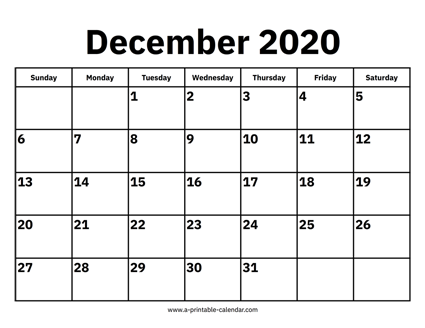 December 2020
Sunday Monday Tuesday Wednesday Thursday Friday Saturday
1 2 3 4 5
6 7 8 9 10 11 12
13 14 15 16 17 18 19
20 21 22 23 24 25 26
27 28 29 30 31
www.a-printable-calendar.com